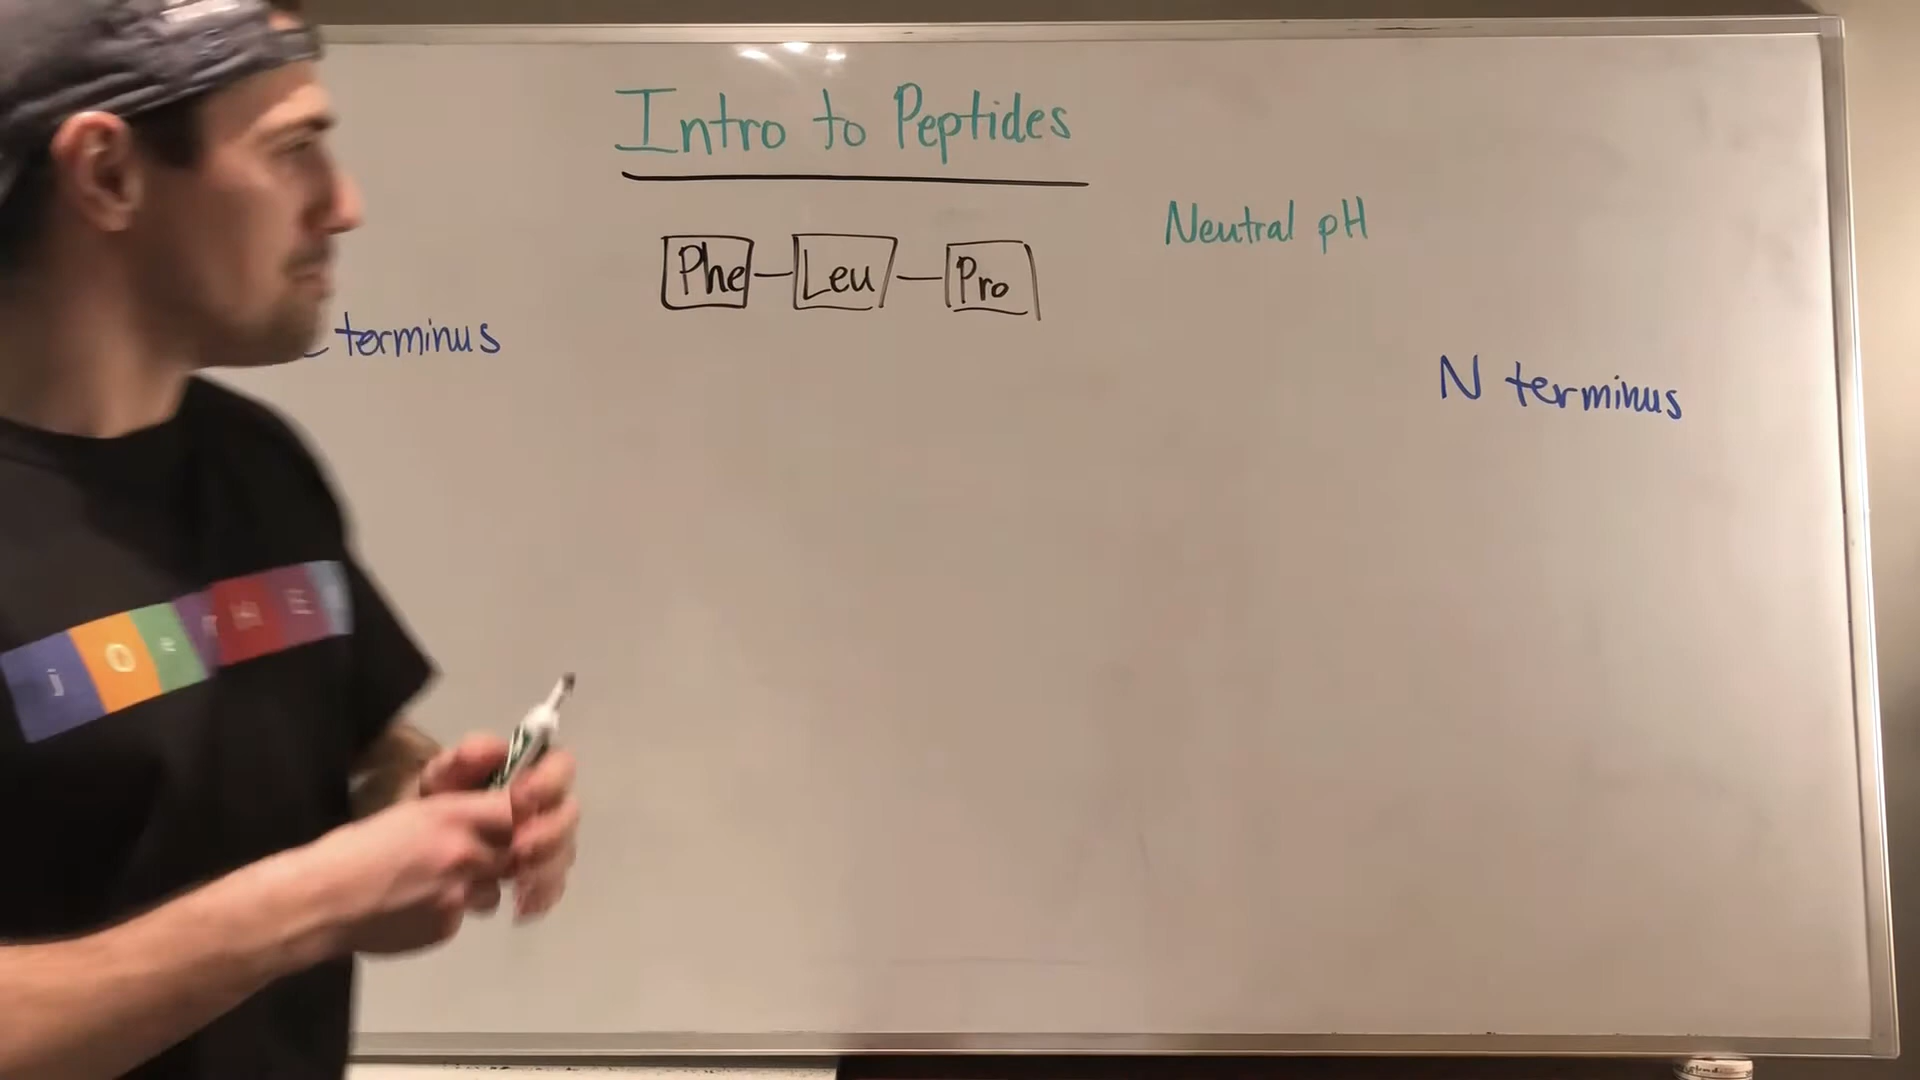 Intro to Peptides
Neutral pH
Phe Leu Pro
terminus
N terminus